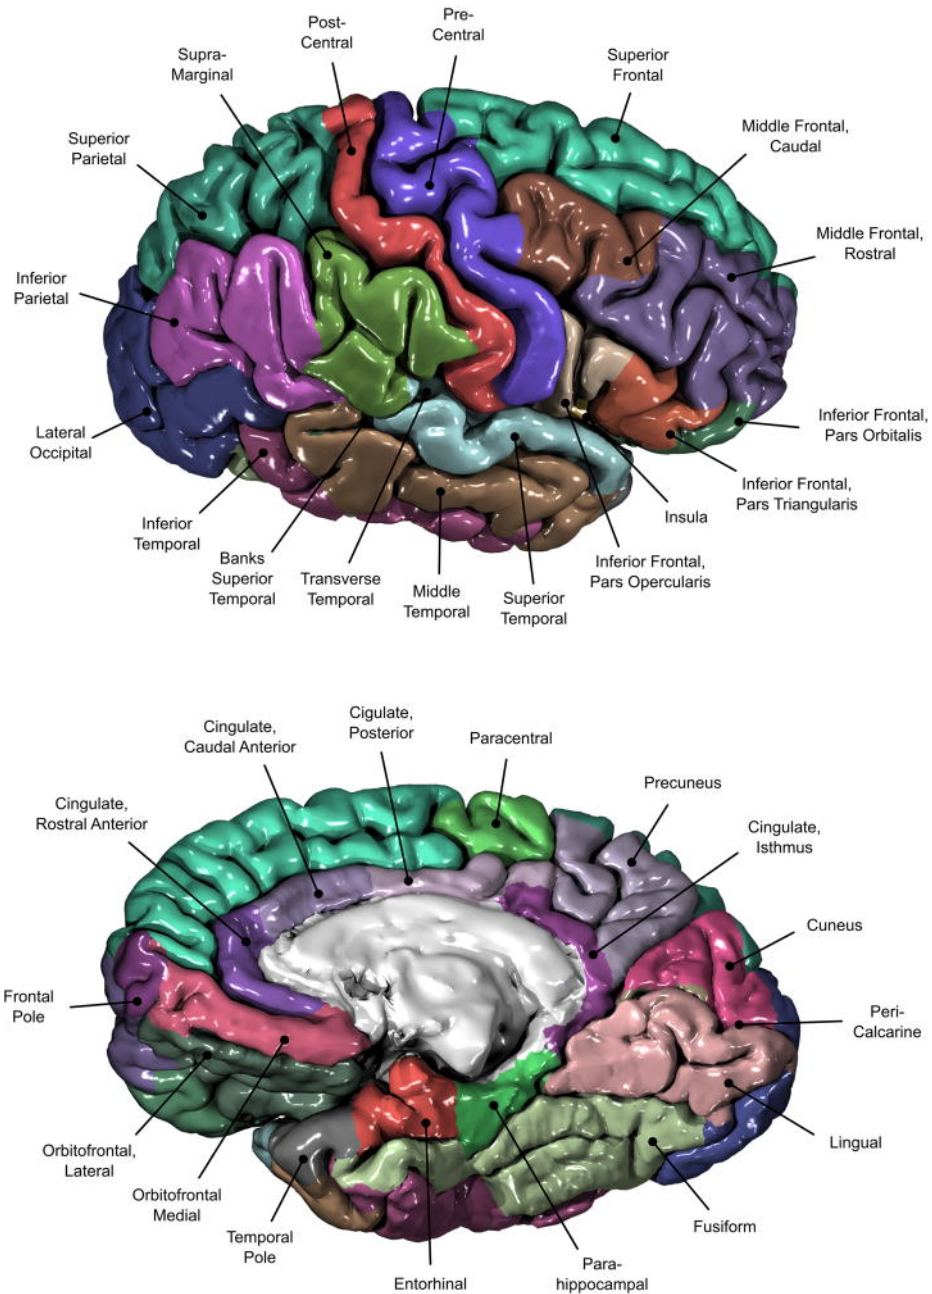 Post-
Central
Pre-
Central
Supra-
Marginal
Superior
Frontal
Superior
Parietal
Middle Frontal,
Caudal
Middle Frontal,
Rostral
Inferior
Parietal
Lateral
Occipital
Inferior Frontal,
Pars Orbitalis
Inferior Frontal,
Pars Triangularis
Insula
Inferior
Temporal
Banks
Superior
Temporal
Transverse
Temporal
Middle
Temporal
Superior
Temporal
Inferior Frontal,
Pars Opercularis
Cingulate,
Caudal Anterior
Cigulate,
Posterior
Paracentral
Precuneus
Cingulate,
Rostral Anterior
Cingulate,
Isthmus
Cuneus
Frontal
Pole
Peri-
Calcarine
Orbitofrontal,
Lateral
Lingual
Orbitofrontal
Medial
Temporal
Pole
Fusiform
Entorhinal
Para-
hippocampal